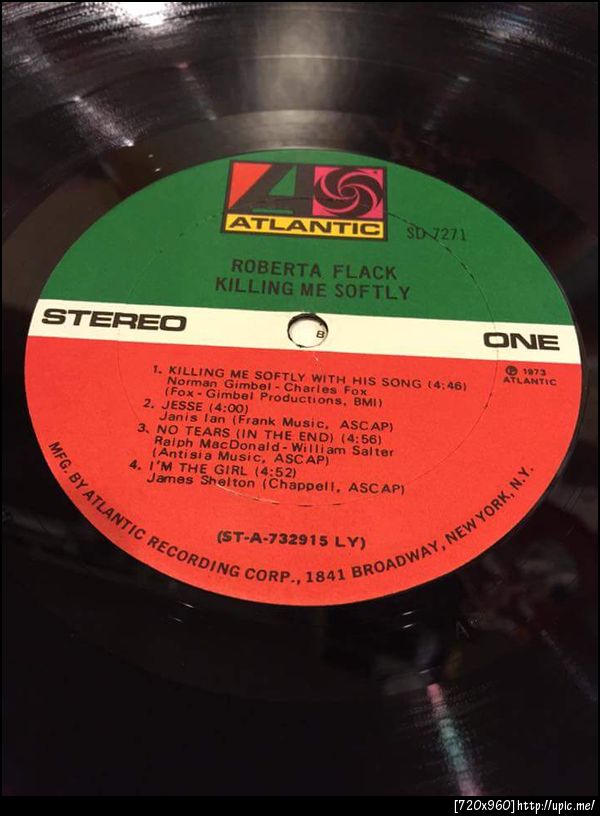 ATLANTIC
SD 7271
ROBERTA FLACK
KILLING ME SOFTLY
STEREO
ONE
B
℗ 1973
ATLANTIC
1. KILLING ME SOFTLY WITH HIS SONG (4:46)
Norman Gimbel - Charles Fox
(Fox - Gimbel Productions, BMI)
2. JESSE (4:00)
Janis Ian (Frank Music, ASCAP)
3. NO TEARS (IN THE END) (4:56)
Ralph MacDonald - William Salter
(Antisia Music, ASCAP)
4. I'M THE GIRL (4:52)
James Shelton (Chappell, ASCAP)
(ST-A-732915 LY)
MFG. BY ATLANTIC RECORDING CORP., 1841 BROADWAY, NEW YORK, N.Y.
[720x960]http://upic.me/